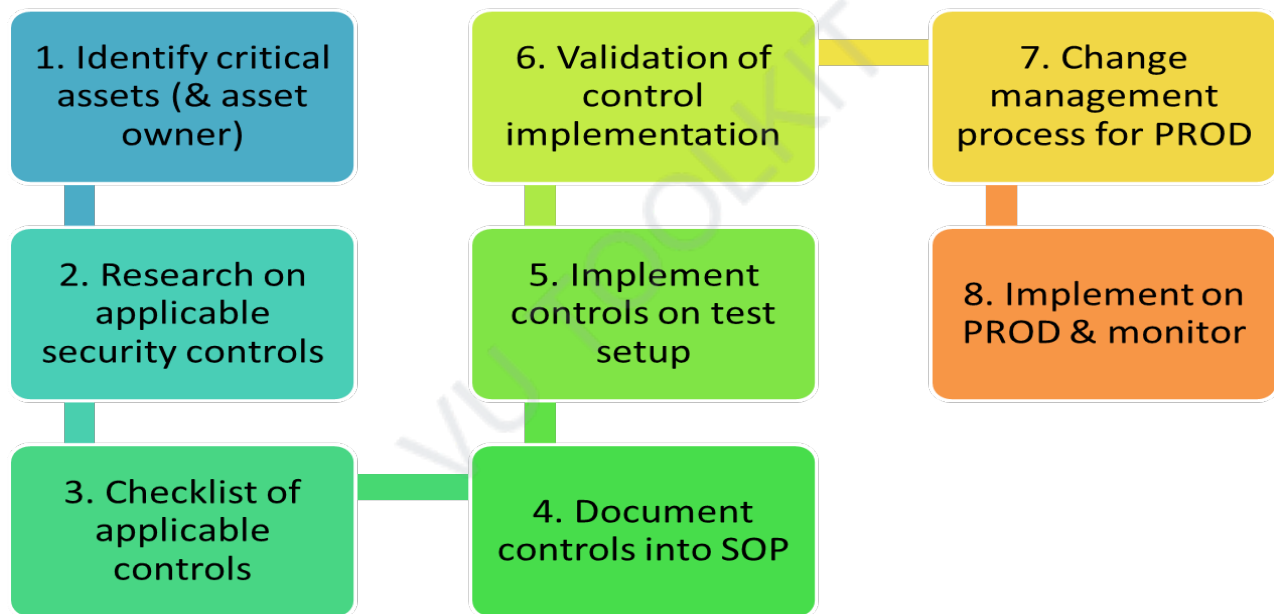 1. Identify critical
assets (& asset
owner)
2. Research on
applicable
security controls
3. Checklist of
applicable
controls
4. Document
controls into SOP
5. Implement
controls on test
setup
6. Validation of
control
implementation
7. Change
management
process for PROD
8. Implement on
PROD & monitor
VU TOOLKIT